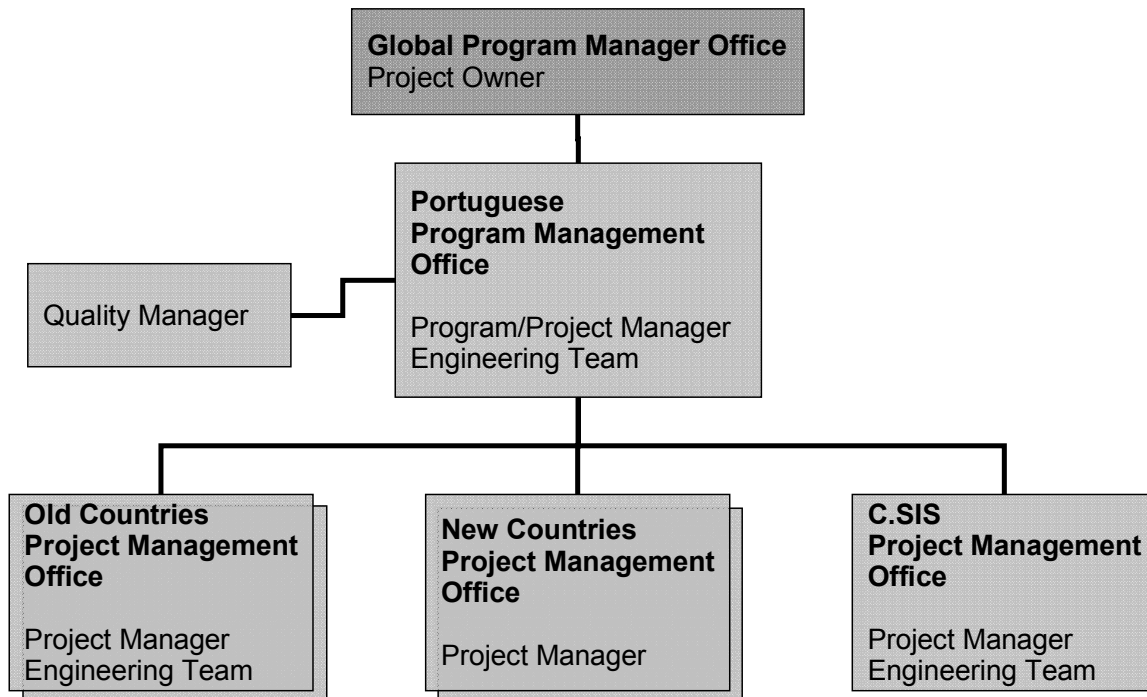 Global Program Manager Office
Project Owner
Portuguese
Program Management
Office
Program/Project Manager
Engineering Team
Quality Manager
Old Countries
Project Management
Office
Project Manager
Engineering Team
New Countries
Project Management
Office
Project Manager
C.SIS
Project Management
Office
Project Manager
Engineering Team